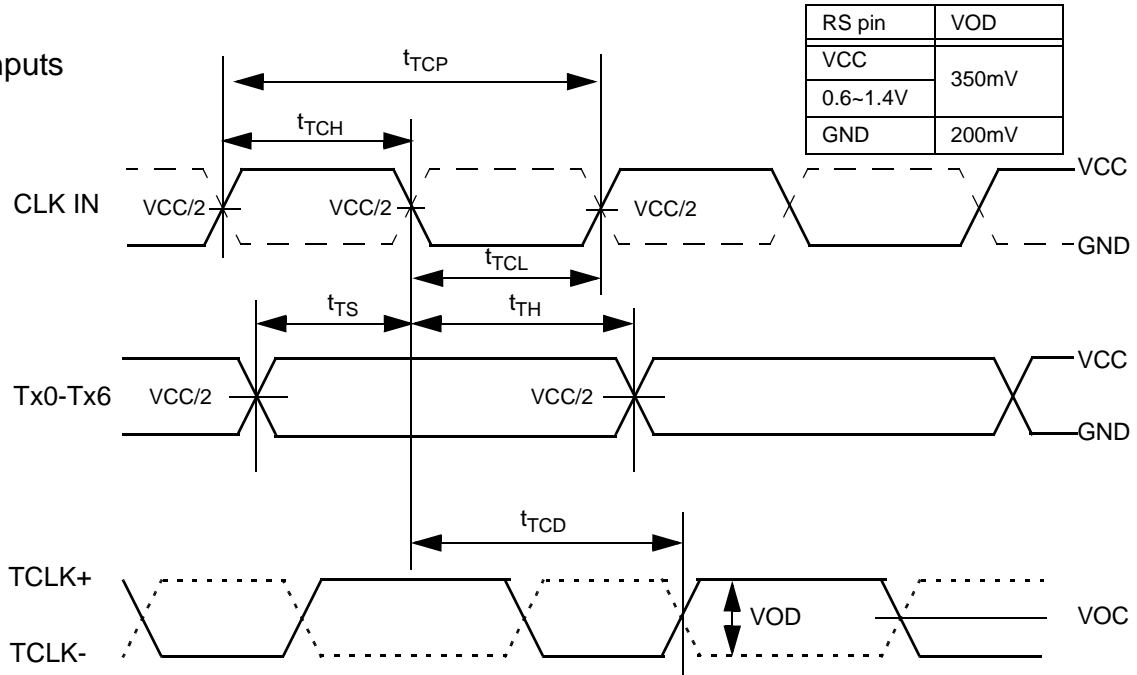 RS pin VOD
VCC 350mV
0.6~1.4V
GND 200mV
tTCP
tTCH
CLK IN VCC/2 VCC/2 VCC/2 VCC
GND
tTCL
tTS tTH
Tx0-Tx6 VCC/2 VCC/2 VCC
GND
tTCD
TCLK+
VOD VOC
TCLK-